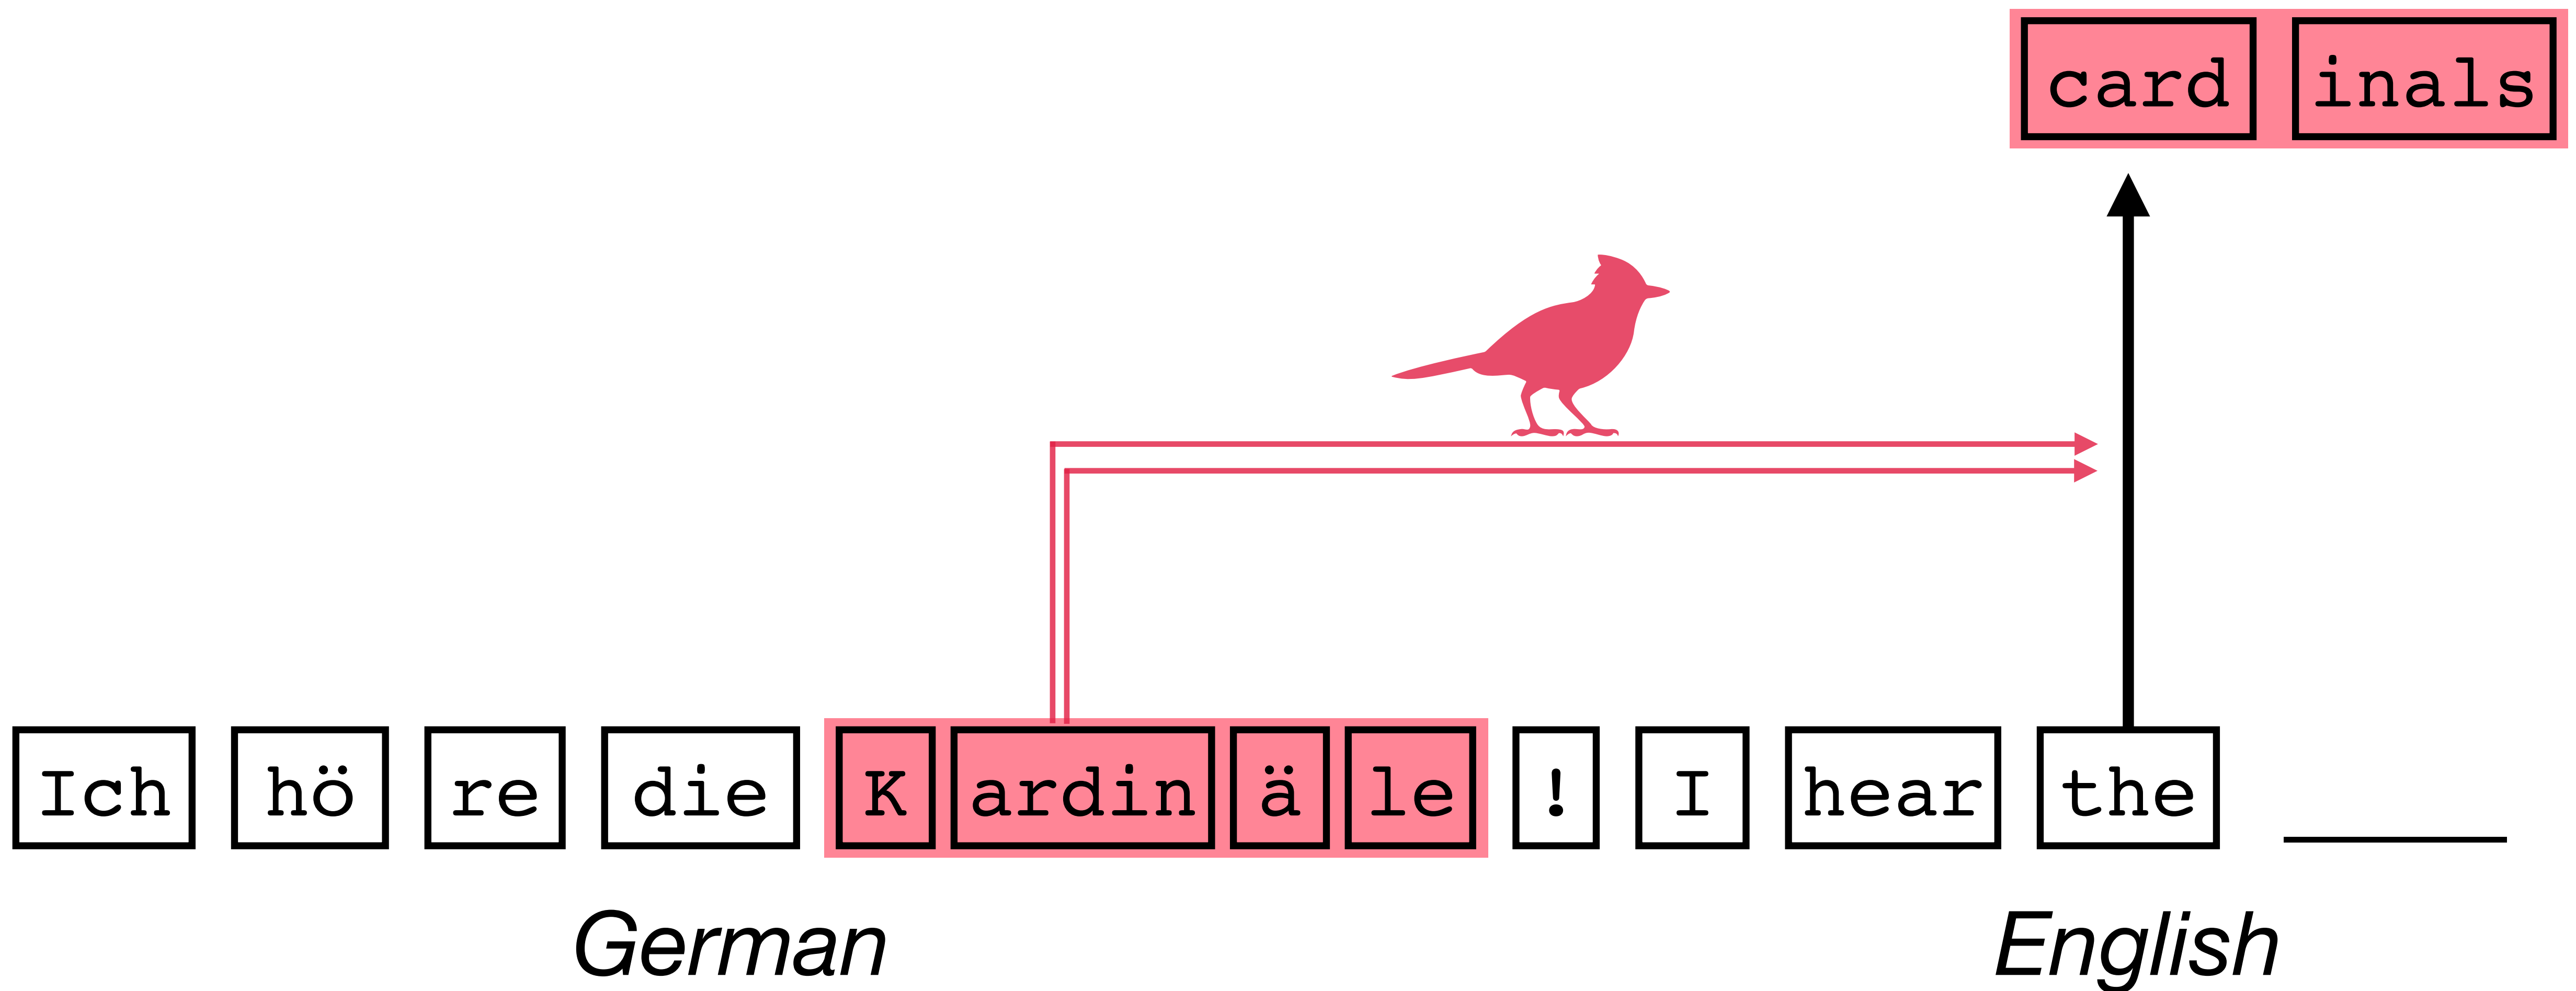 card inals
Ich hö re die K ardin ä le ! I hear the
German English